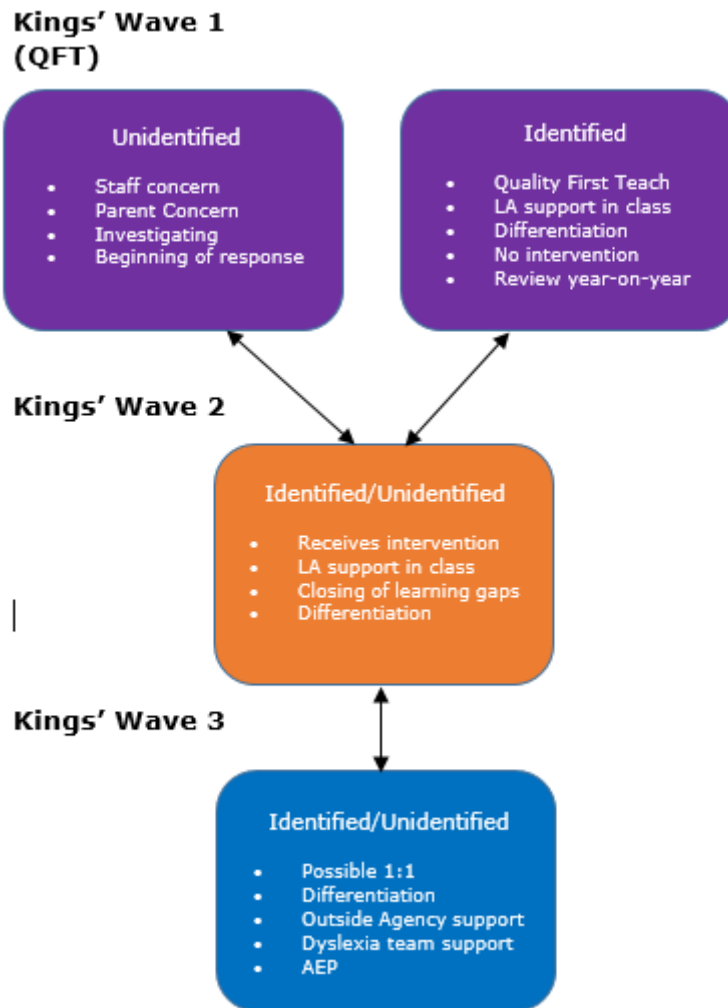 Kings’ Wave 1
(QFT)
Unidentified
• Staff concern
• Parent Concern
• Investigating
• Beginning of response
Identified
• Quality First Teach
• LA support in class
• Differentiation
• No intervention
• Review year-on-year
Kings’ Wave 2
Identified/Unidentified
• Receives intervention
• LA support in class
• Closing of learning gaps
• Differentiation
Kings’ Wave 3
Identified/Unidentified
• Possible 1:1
• Differentiation
• Outside Agency support
• Dyslexia team support
• AEP